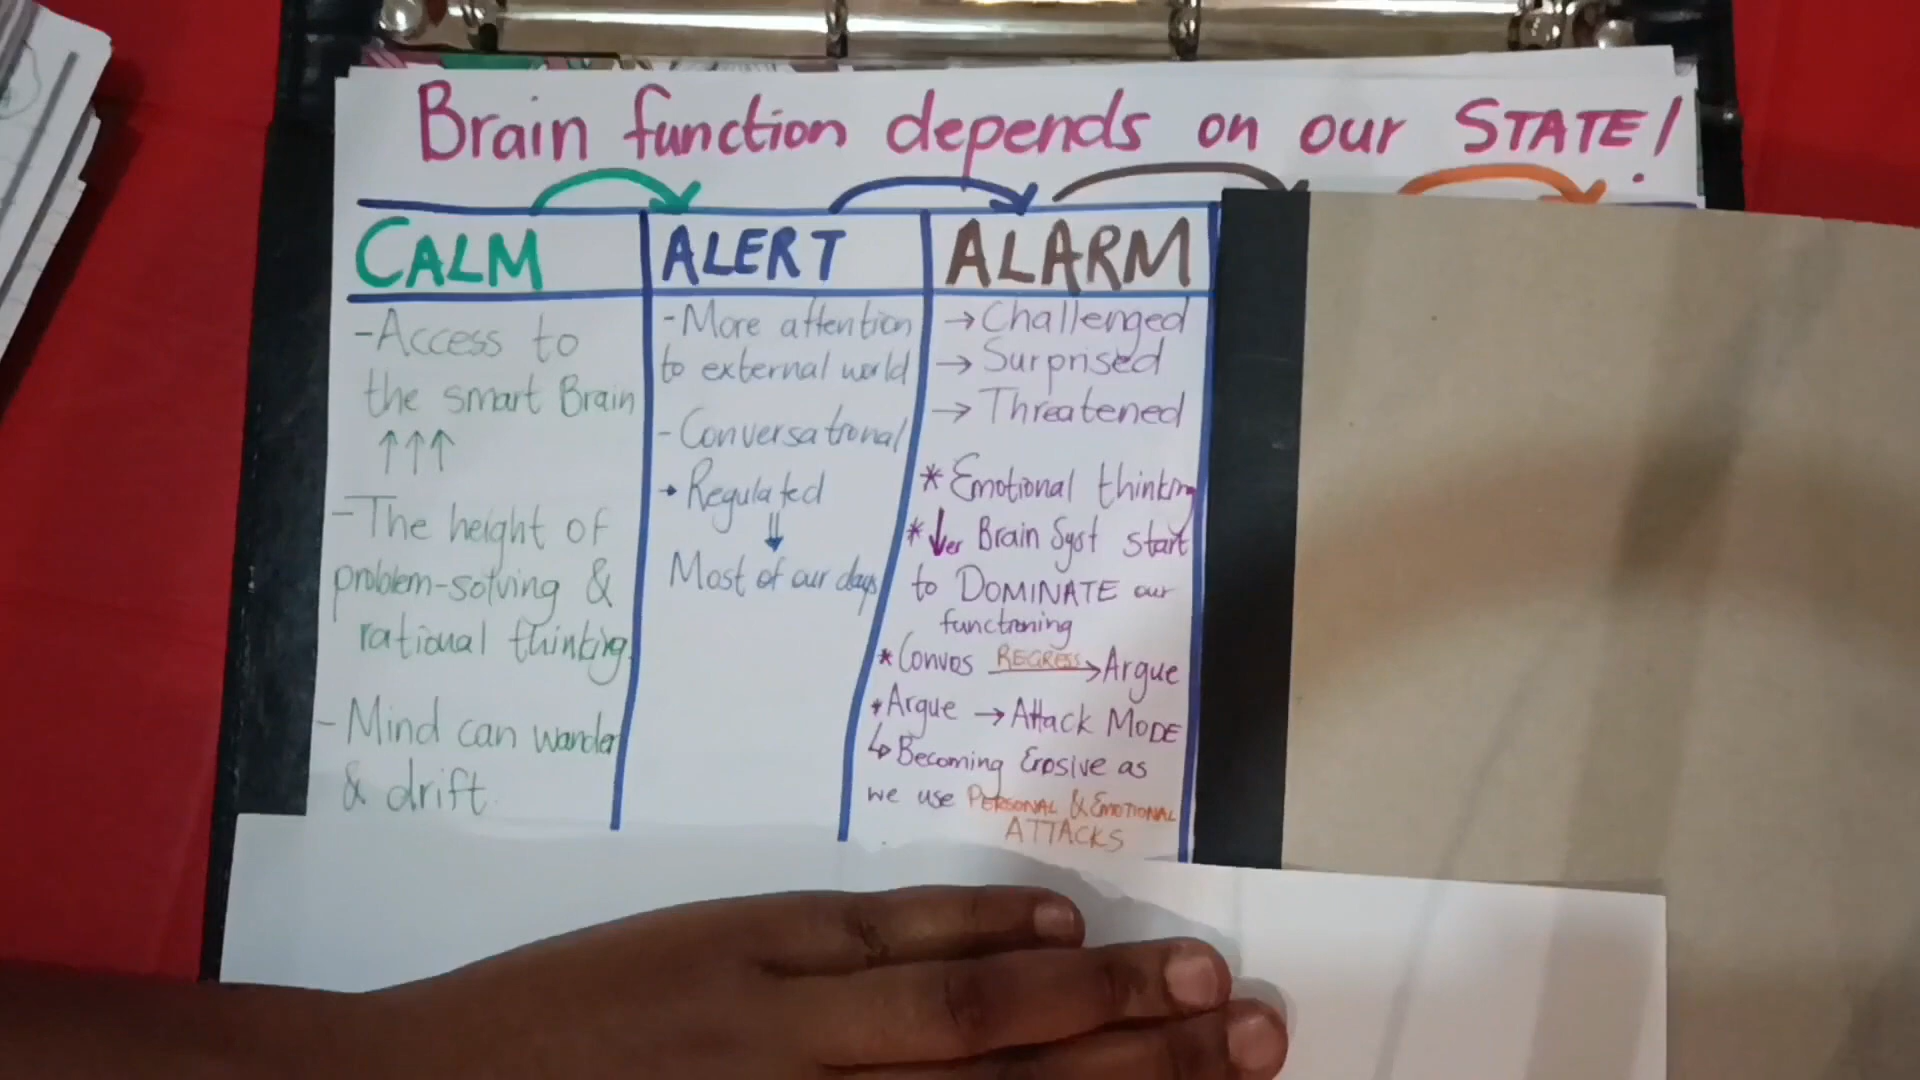 Brain function depends on our STATE!
CALM
-Access to
the smart Brain
↑↑↑
-The height of
problem-solving &
rational thinking.
-Mind can wander
& drift.
ALERT
-More attention
to external world
-Conversational
→ Regulated
⇓
Most of our days
ALARM
→ Challenged
→ Surprised
→ Threatened
* Emotional thinking
* ↓er Brain Syst start
to DOMINATE our
functioning
* Convos REGRESS→ Argue
* Argue → Attack MODE
↳ Becoming Erosive as
we use PERSONAL & EMOTIONAL
ATTACKS